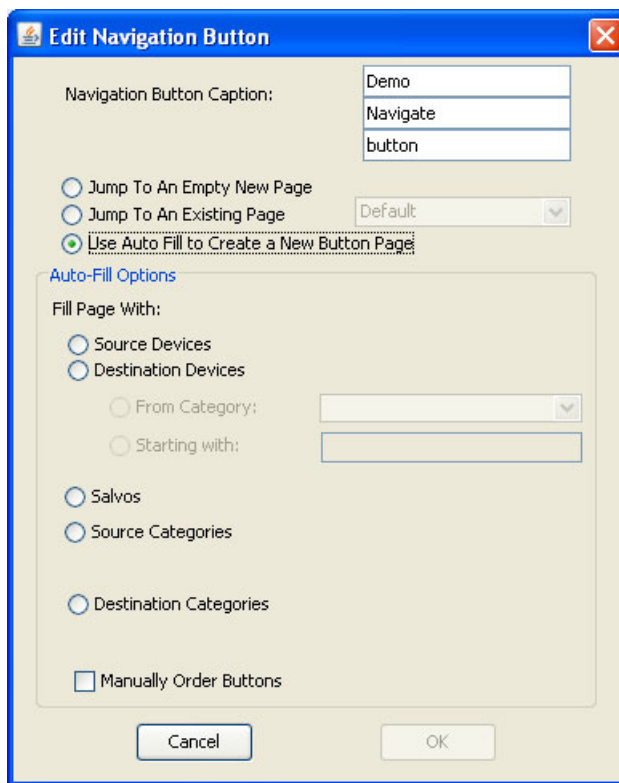 Edit Navigation Button
Navigation Button Caption:
Demo
Navigate
button
Jump To An Empty New Page
Jump To An Existing Page Default
Use Auto Fill to Create a New Button Page
Auto-Fill Options
Fill Page With:
Source Devices
Destination Devices
From Category:
Starting with:
Salvos
Source Categories
Destination Categories
Manually Order Buttons
Cancel OK